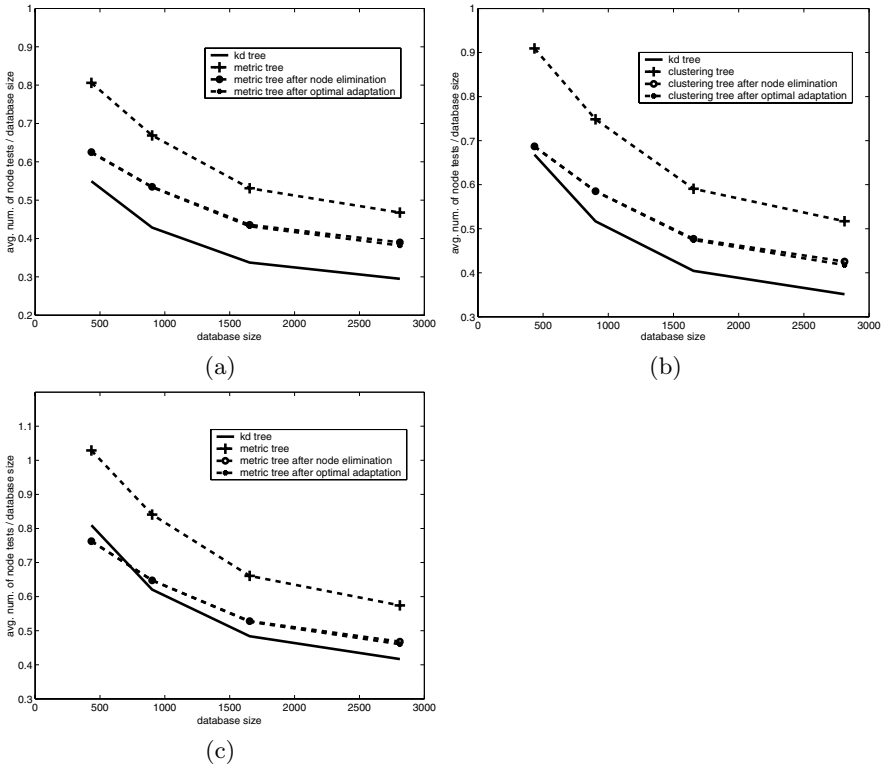 1
0.9
0.8
0.7
0.6
0.5
0.4
0.3
0.2
0 500 1000 1500 2000 2500 3000
database size
avg. num. of node tests / database size
kd tree
metric tree
metric tree after node elimination
metric tree after optimal adaptation
(a)
1
0.9
0.8
0.7
0.6
0.5
0.4
0.3
0 500 1000 1500 2000 2500 3000
database size
avg. num. of node tests / database size
kd tree
clustering tree
clustering tree after node elimination
clustering tree after optimal adaptation
(b)
1.1
1
0.9
0.8
0.7
0.6
0.5
0.4
0.3
0 500 1000 1500 2000 2500 3000
database size
avg. num. of node tests / database size
kd tree
metric tree
metric tree after node elimination
metric tree after optimal adaptation
(c)